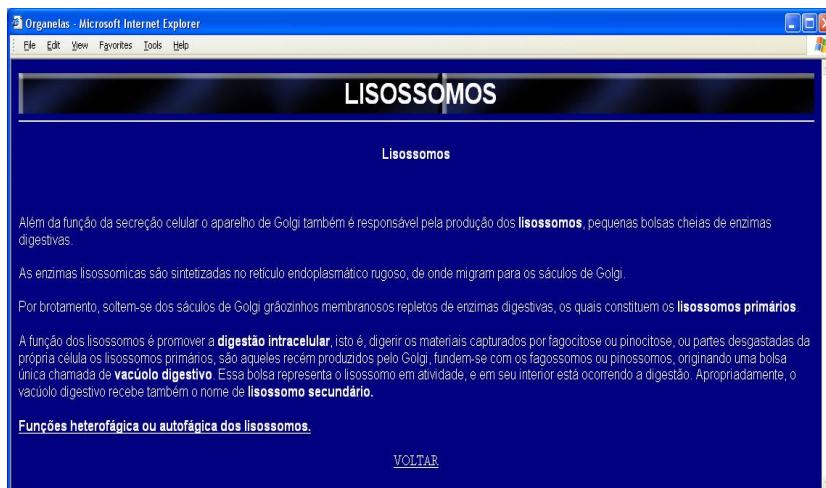 Organelas - Microsoft Internet Explorer
File Edit View Favorites Tools Help
LISOSSOMOS
Lisossomos
Além da função da secreção celular o aparelho de Golgi também é responsável pela produção dos lisossomos, pequenas bolsas cheias de enzimas
digestivas.
As enzimas lisossomicas são sintetizadas no retículo endoplasmático rugoso, de onde migram para os sáculos de Golgi.
Por brotamento, soltem-se dos sáculos de Golgi grâozinhos membranosos repletos de enzimas digestivas, os quais constituem os lisossomos primários.
A função dos lisossomos é promover a digestão intracelular, isto é, digerir os materiais capturados por fagocitose ou pinocitose, ou partes desgastadas da
própria célula os lisossomos primários, são aqueles recém produzidos pelo Golgi, fundem-se com os fagossomos ou pinossomos, originando uma bolsa
única chamada de vacúolo digestivo. Essa bolsa representa o lisossomo em atividade, e em seu interior está ocorrendo a digestão. Apropriadamente, o
vacúolo digestivo recebe também o nome de lisossomo secundário.
Funções heterofágica ou autofágica dos lisossomos.
VOLTAR